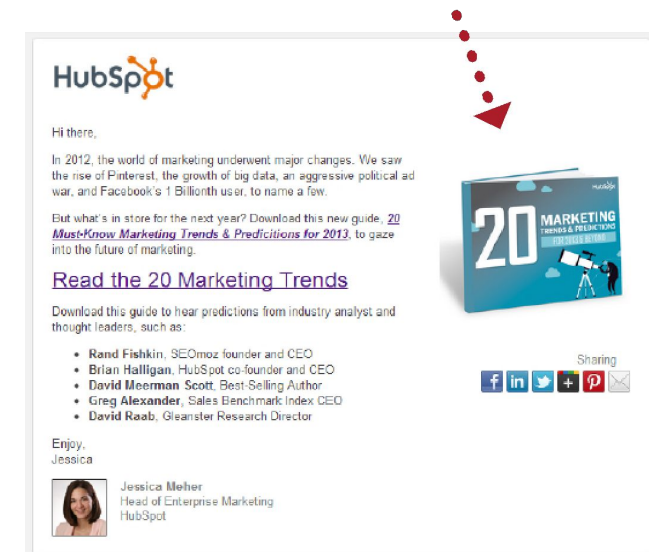 HubSpot
Hi there,
In 2012, the world of marketing underwent major changes. We saw
the rise of Pinterest, the growth of big data, an aggressive political ad
war, and Facebook's 1 Billionth user, to name a few.
But what's in store for the next year? Download this new guide, 20
Must-Know Marketing Trends & Predicitions for 2013, to gaze
into the future of marketing.
Read the 20 Marketing Trends
Download this guide to hear predictions from industry analyst and
thought leaders, such as:
• Rand Fishkin, SEOmoz founder and CEO
• Brian Halligan, HubSpot co-founder and CEO
• David Meerman Scott, Best-Selling Author
• Greg Alexander, Sales Benchmark Index CEO
• David Raab, Gleanster Research Director
Enjoy,
Jessica
Jessica Meher
Head of Enterprise Marketing
HubSpot
HubSpot
20
MARKETING
TRENDS & PREDICTIONS
FOR 2013 & BEYOND
Sharing
f in + p